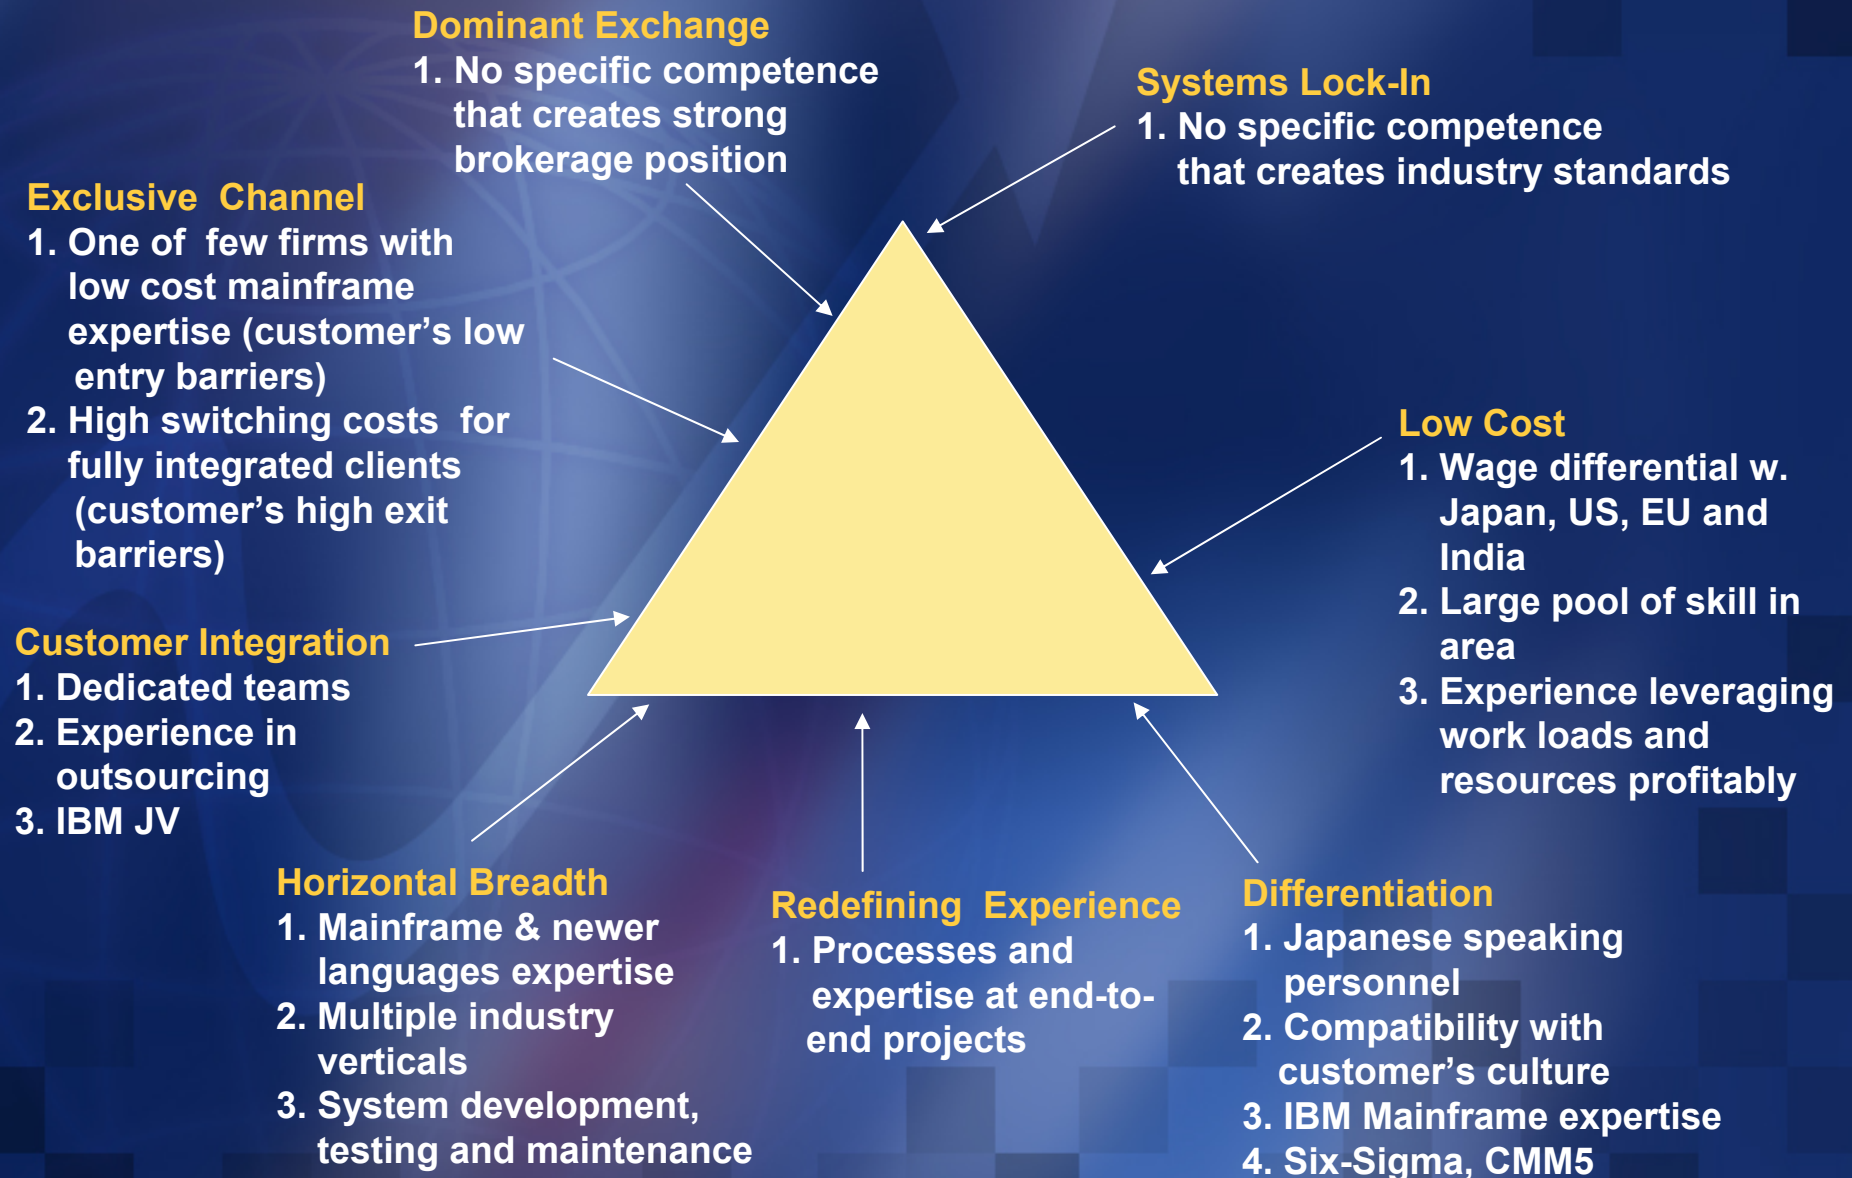 Dominant Exchange
1. No specific competence
that creates strong
brokerage position
Systems Lock-In
1. No specific competence
that creates industry standards
Exclusive Channel
1. One of few firms with
low cost mainframe
expertise (customer’s low
entry barriers)
2. High switching costs for
fully integrated clients
(customer’s high exit
barriers)
Low Cost
1. Wage differential w.
Japan, US, EU and
India
2. Large pool of skill in
area
3. Experience leveraging
work loads and
resources profitably
Customer Integration
1. Dedicated teams
2. Experience in
outsourcing
3. IBM JV
Horizontal Breadth
1. Mainframe & newer
languages expertise
2. Multiple industry
verticals
3. System development,
testing and maintenance
Redefining Experience
1. Processes and
expertise at end-to-
end projects
Differentiation
1. Japanese speaking
personnel
2. Compatibility with
customer’s culture
3. IBM Mainframe expertise
4. Six-Sigma, CMM5